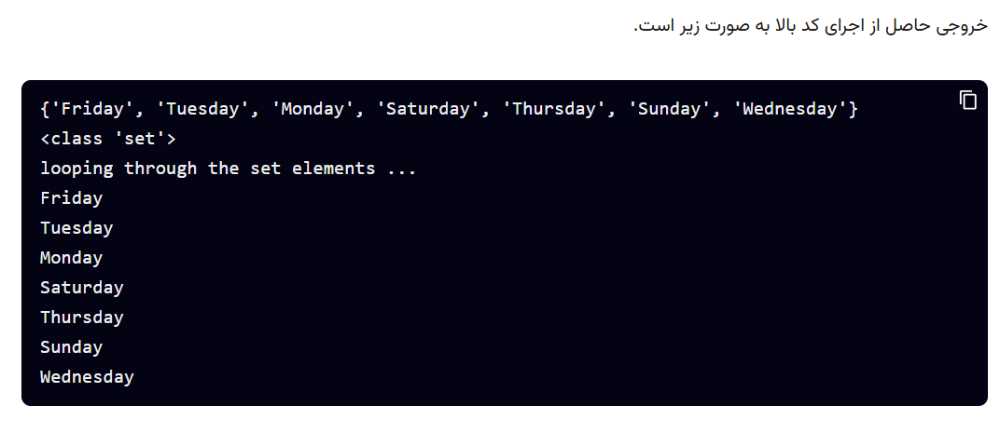 خروجی حاصل از اجرای کد بالا به صورت زیر است.
{'Friday', 'Tuesday', 'Monday', 'Saturday', 'Thursday', 'Sunday', 'Wednesday'}
<class 'set'>
looping through the set elements ...
Friday
Tuesday
Monday
Saturday
Thursday
Sunday
Wednesday